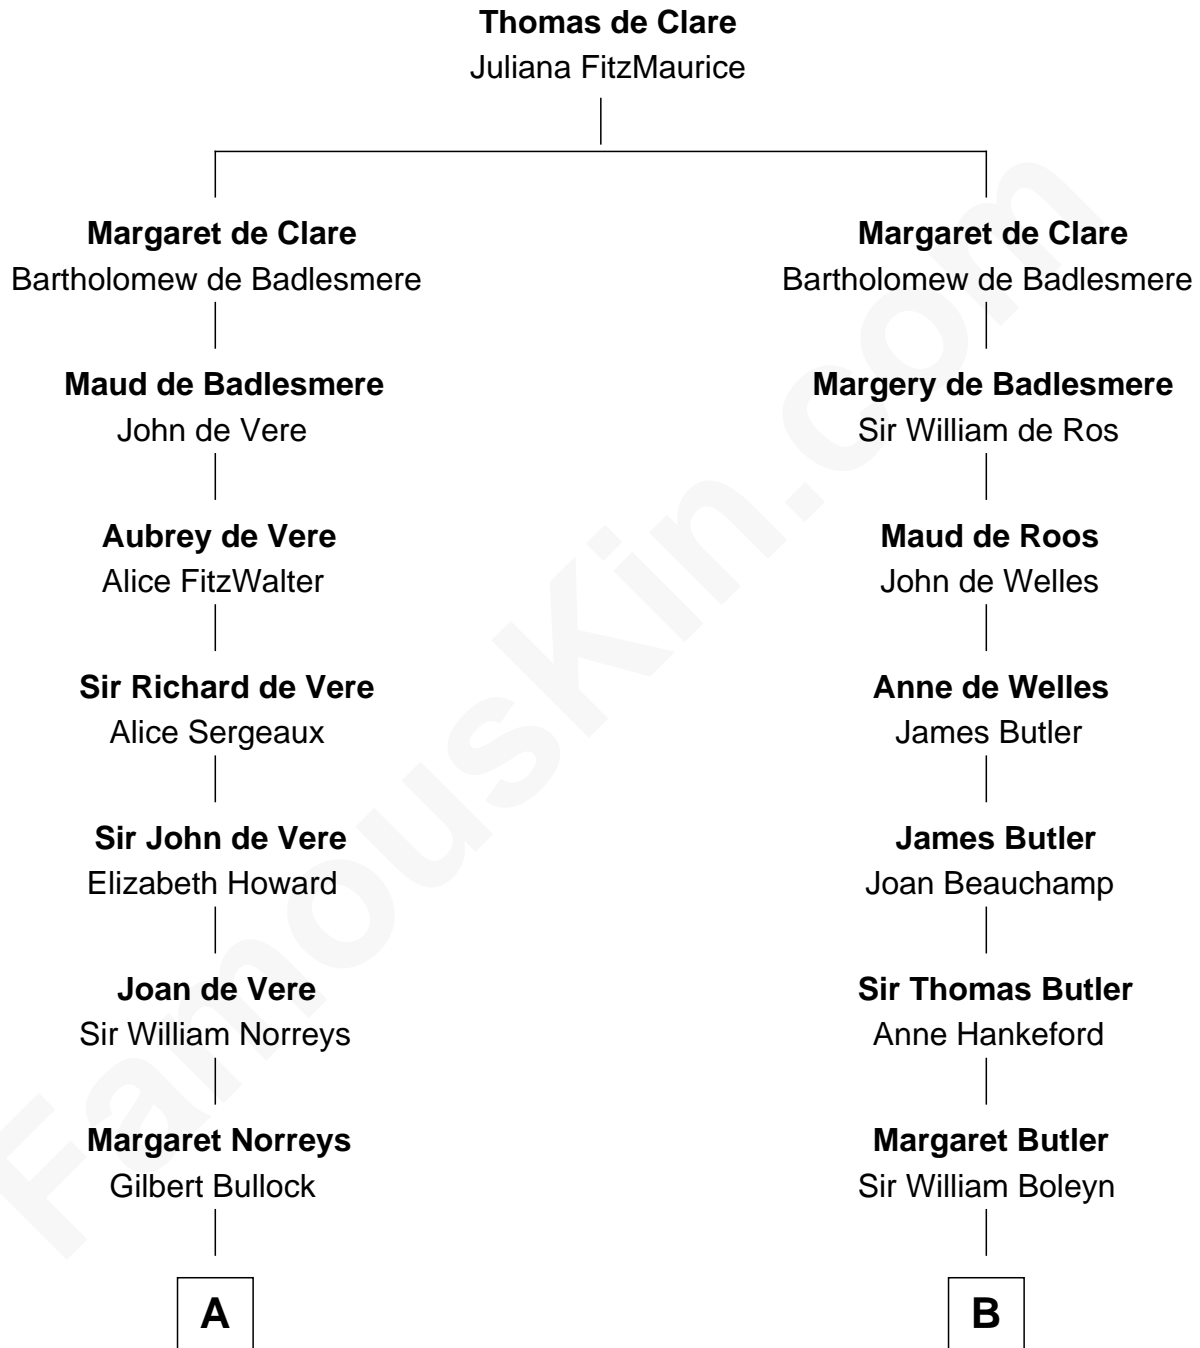 Thomas de Clare
Juliana FitzMaurice
Margaret de Clare
Bartholomew de Badlesmere
Margaret de Clare
Bartholomew de Badlesmere
Maud de Badlesmere
John de Vere
Margery de Badlesmere
Sir William de Ros
Aubrey de Vere
Alice FitzWalter
Maud de Roos
John de Welles
Sir Richard de Vere
Alice Sergeaux
Anne de Welles
James Butler
Sir John de Vere
Elizabeth Howard
James Butler
Joan Beauchamp
Joan de Vere
Sir William Norreys
Sir Thomas Butler
Anne Hankeford
Margaret Norreys
Gilbert Bullock
Margaret Butler
Sir William Boleyn
A
B
FamousKin.com